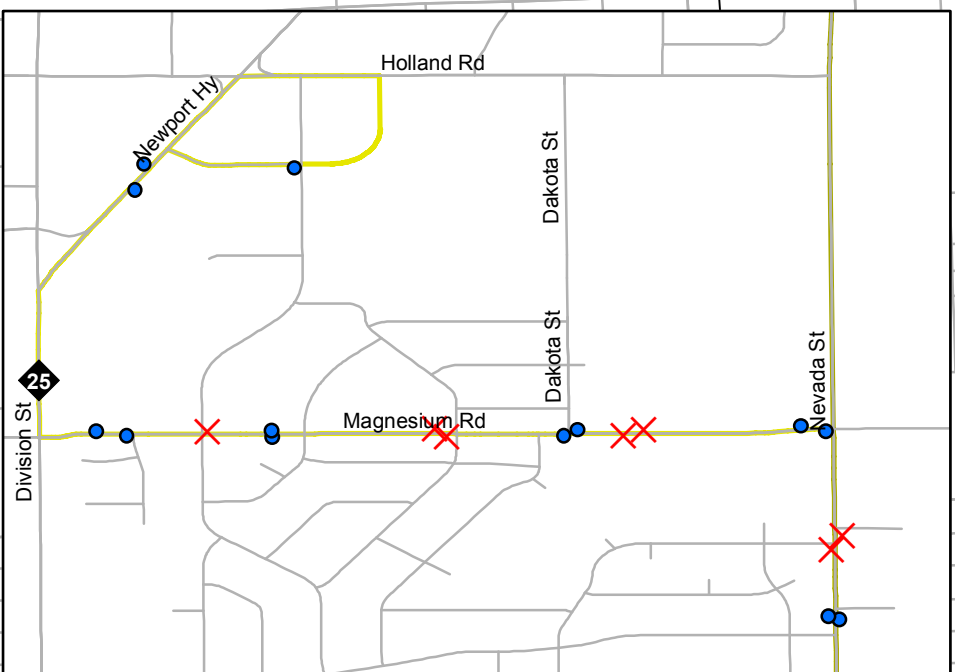 Holland Rd
Newport Hy
Dakota St
Dakota St
Nevada St
25
Magnesium Rd
Division St